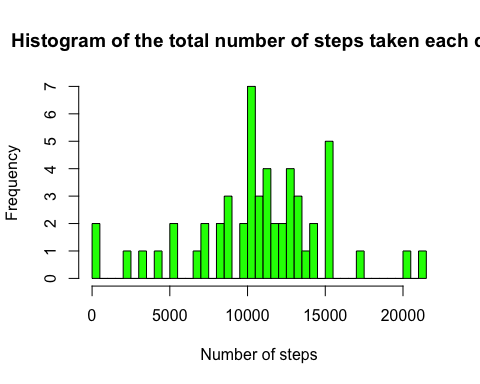 Histogram of the total number of steps taken each
7
6
5
4
3
2
1
0
Frequency
0 5000 10000 15000 20000
Number of steps